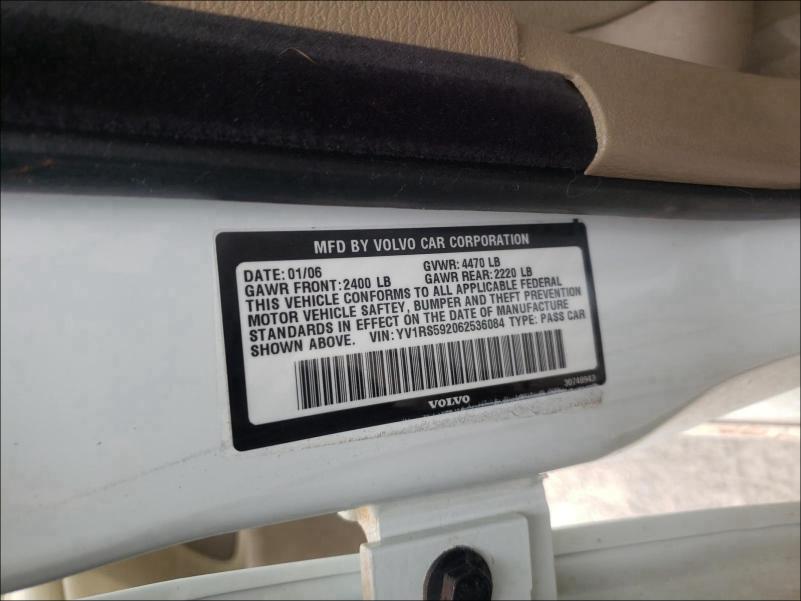 MFD BY VOLVO CAR CORPORATION
DATE: 01/06 GVWR: 4470 LB
GAWR FRONT: 2400 LB GAWR REAR: 2220 LB
THIS VEHICLE CONFORMS TO ALL APPLICABLE FEDERAL
MOTOR VEHICLE SAFTEY, BUMPER AND THEFT PREVENTION
STANDARDS IN EFFECT ON THE DATE OF MANUFACTURE
SHOWN ABOVE. VIN: YV1RS592062536084 TYPE: PASS CAR
30748943
VOLVO